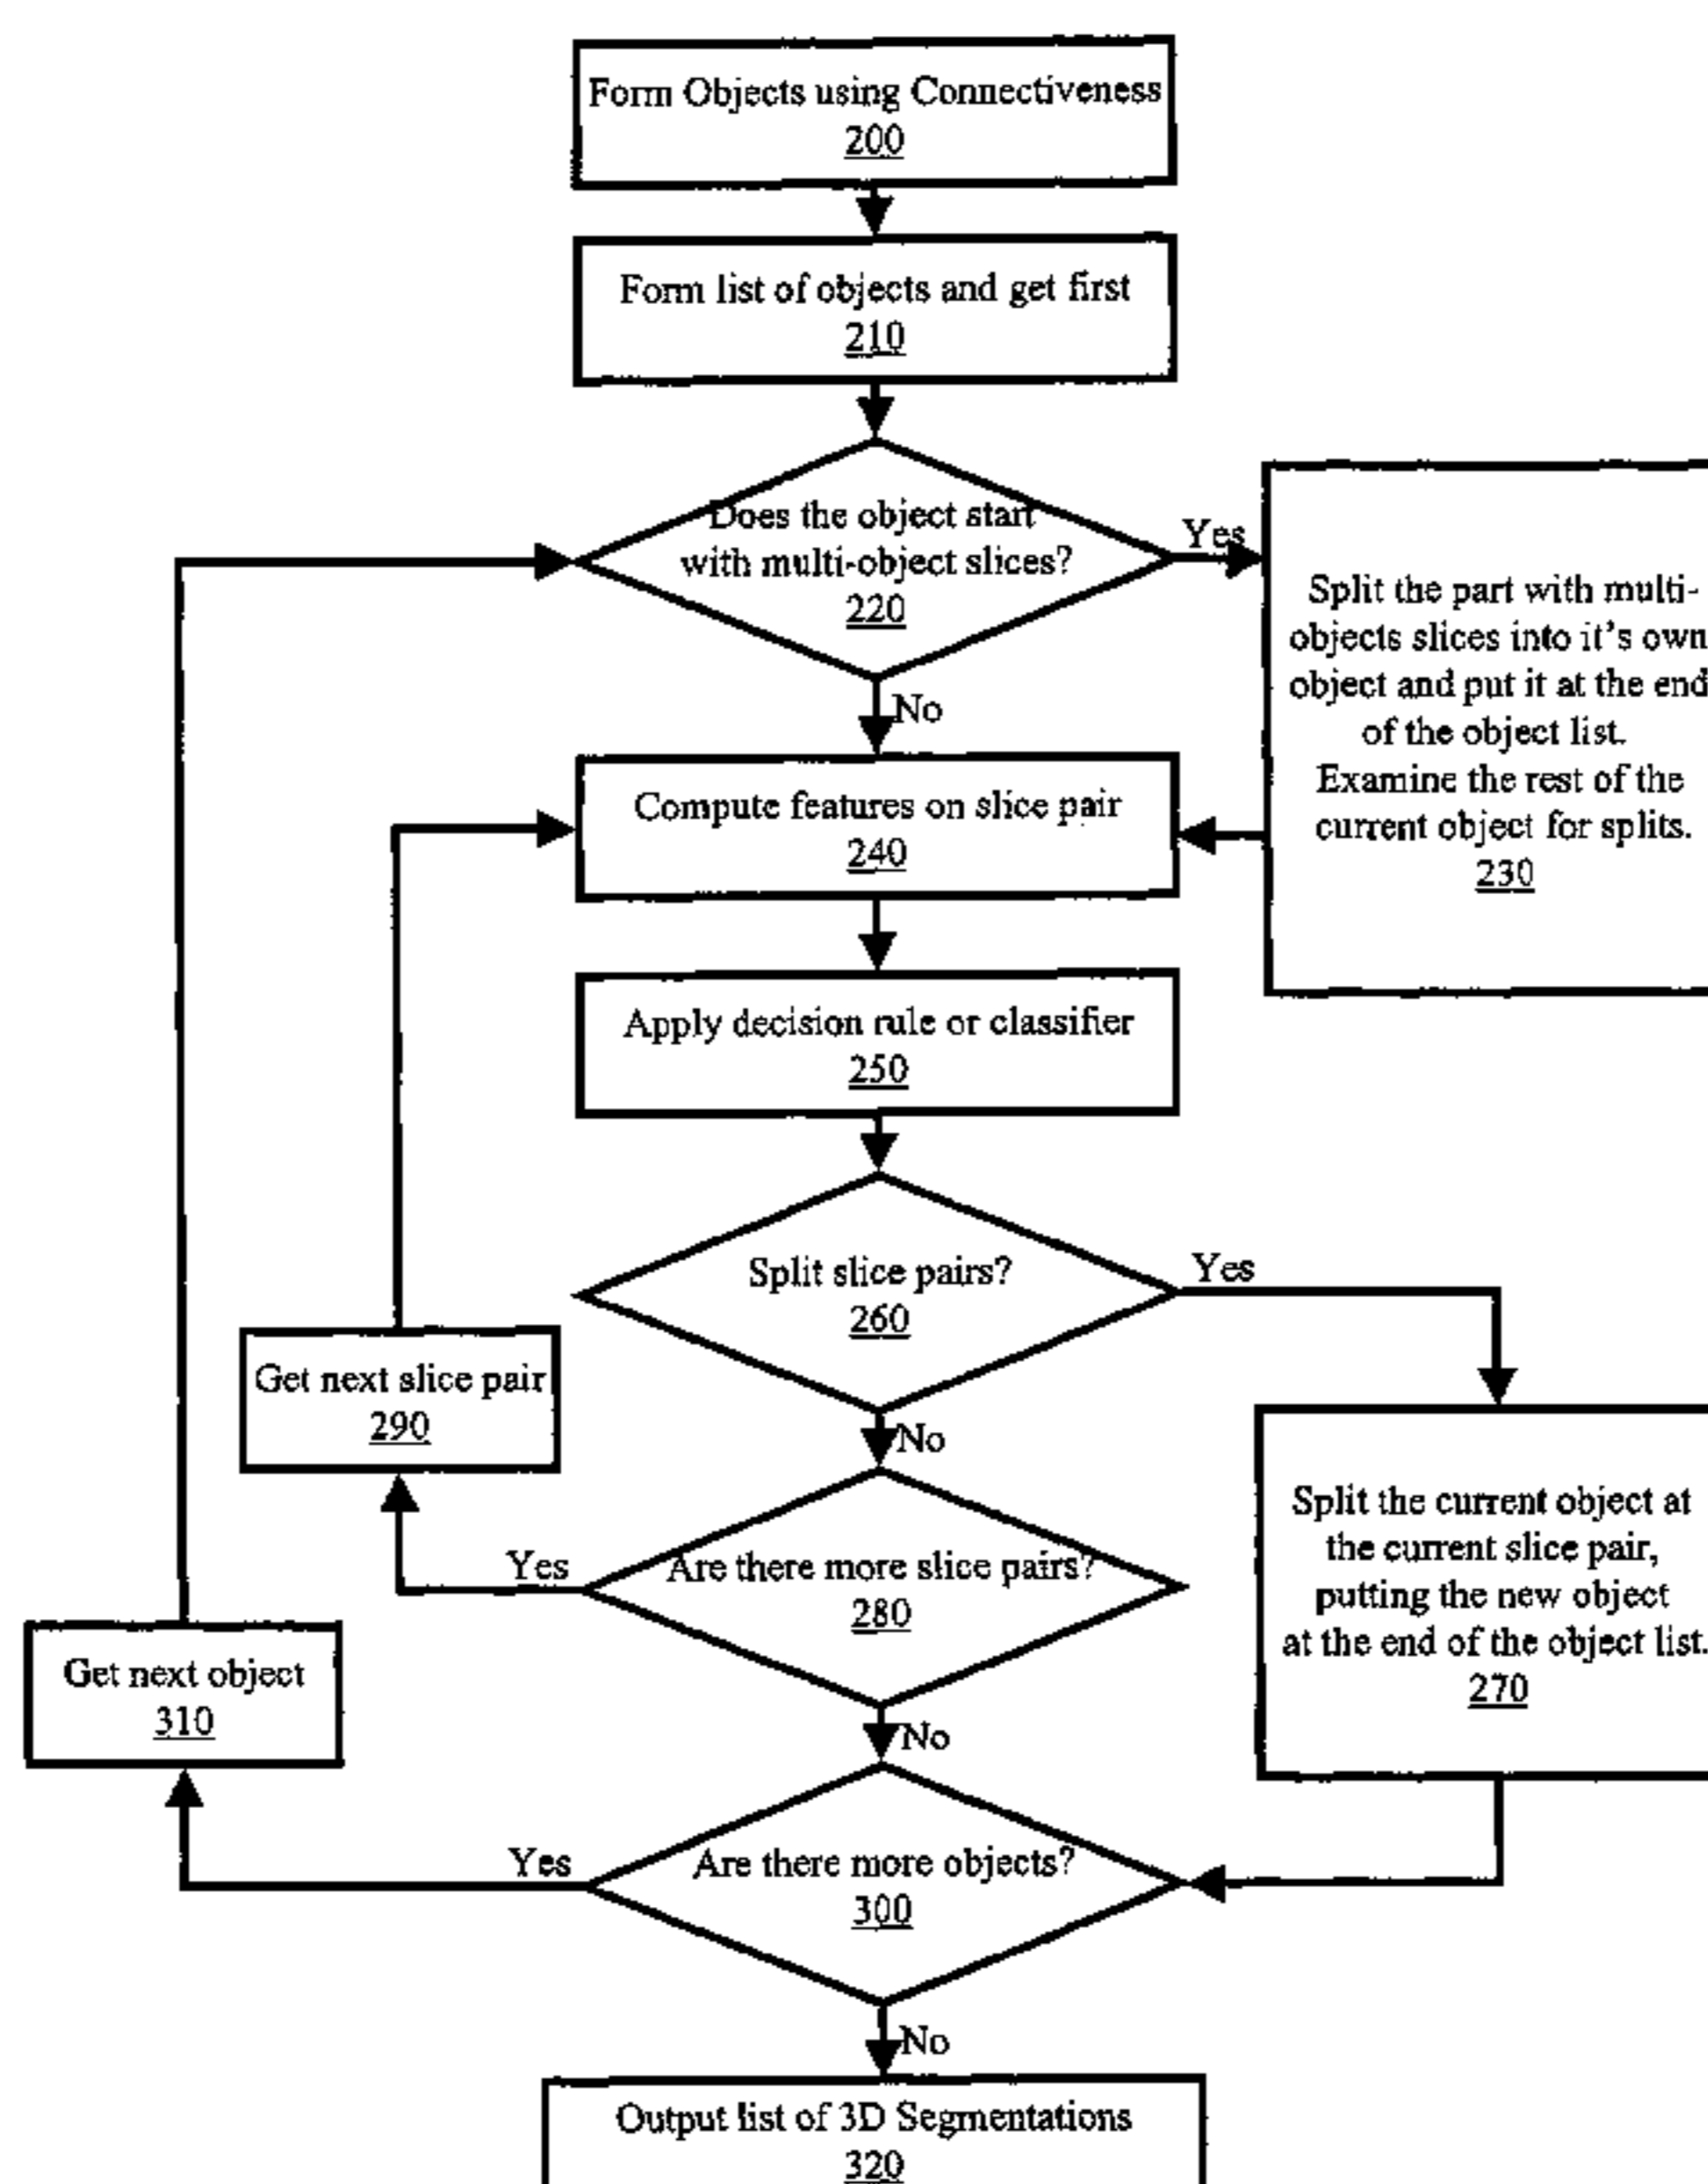 Form Objects using Connectiveness
200
Form list of objects and get first
210
Does the object start
with multi-object slices?
220
Yes
No
Split the part with multi-
objects slices into it's own
object and put it at the end
of the object list.
Examine the rest of the
current object for splits.
230
Compute features on slice pair
240
Apply decision rule or classifier
250
Split slice pairs?
260
Yes
No
Get next slice pair
290
Split the current object at
the current slice pair,
putting the new object
at the end of the object list.
270
Are there more slice pairs?
280
Yes
No
Get next object
310
Are there more objects?
300
Yes
No
Output list of 3D Segmentations
320